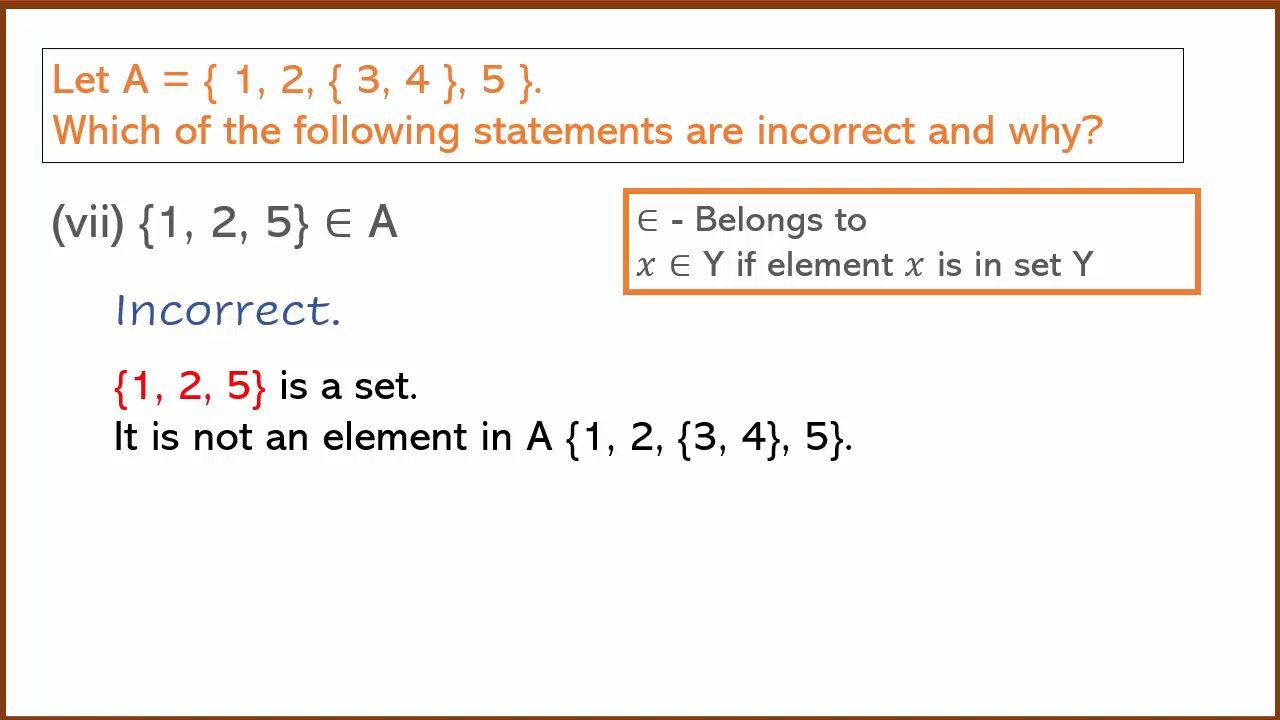 Let A = { 1, 2, { 3, 4 }, 5 }.
Which of the following statements are incorrect and why?
(vii) {1, 2, 5} ∈ A
∈ - Belongs to
𝑥 ∈ Y if element 𝑥 is in set Y
Incorrect.
{1, 2, 5} is a set.
It is not an element in A {1, 2, {3, 4}, 5}.